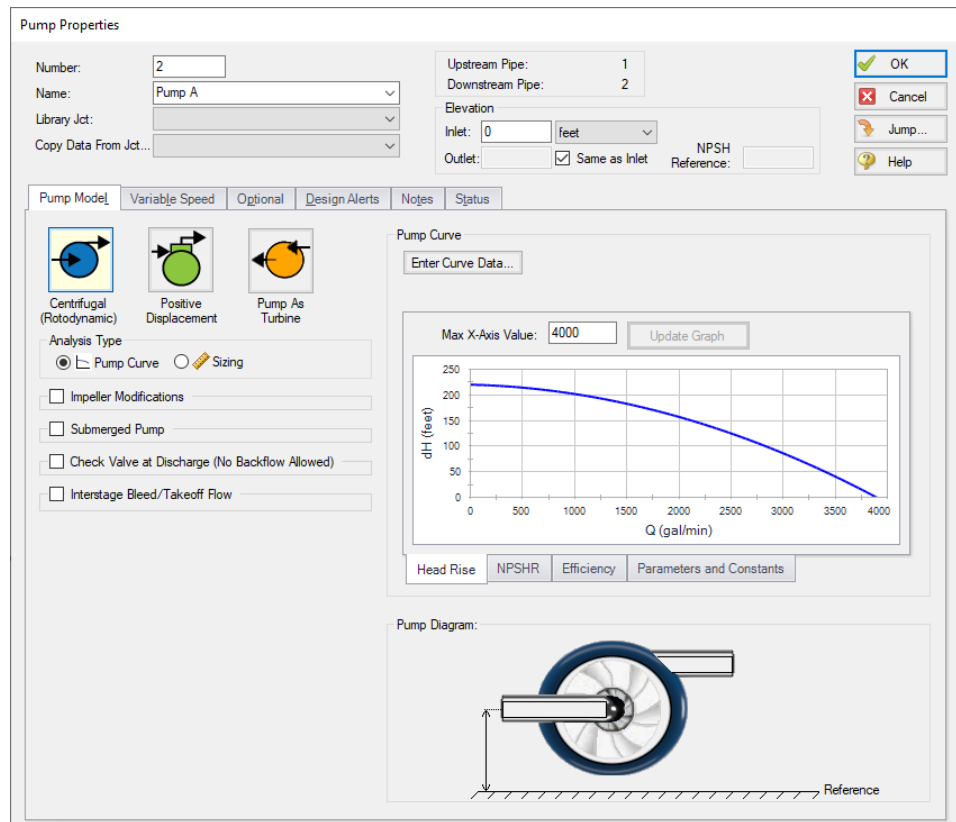 Pump Properties
Number: 2
Name: Pump A
Library Jct:
Copy Data From Jct...
Upstream Pipe: 1
Downstream Pipe: 2
Elevation
Inlet: 0 feet
Outlet: Same as Inlet
NPSH
Reference:
OK
Cancel
Jump...
Help
Pump Model Variable Speed Optional Design Alerts Notes Status
Centrifugal
(Rotodynamic)
Positive
Displacement
Pump As
Turbine
Analysis Type
Pump Curve Sizing
Impeller Modifications
Submerged Pump
Check Valve at Discharge (No Backflow Allowed)
Interstage Bleed/Takeoff Flow
Pump Curve
Enter Curve Data...
Max X-Axis Value: 4000 Update Graph
250
200
150
100
50
0
dH (feet)
0 500 1000 1500 2000 2500 3000 3500 4000
Q (gal/min)
Head Rise NPSHR Efficiency Parameters and Constants
Pump Diagram:
Reference